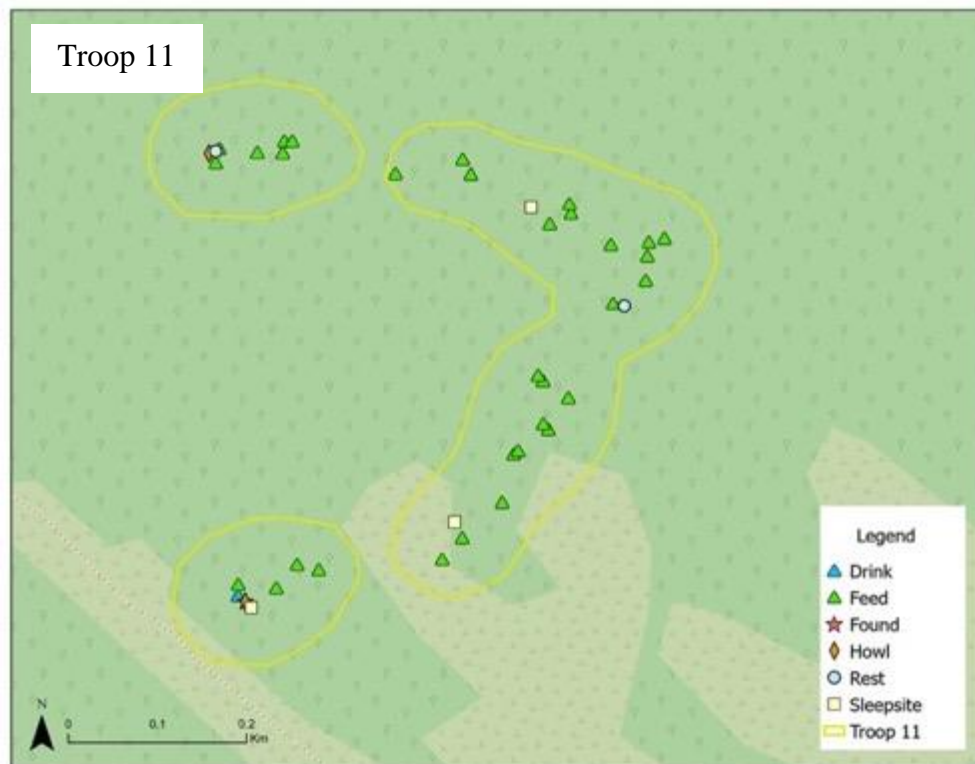 Troop 11
Legend
Drink
Feed
Found
Howl
Rest
Sleepsite
Troop 11
N
0 0.1 0.2
Km